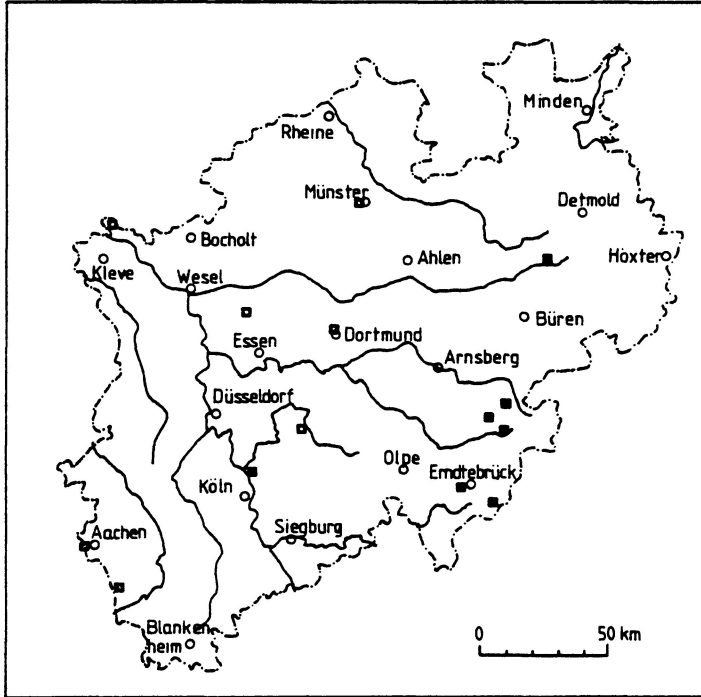 Minden
Rheine
Münster
Detmold
Bocholt
Ahlen
Höxter
Kleve
Wesel
Büren
Dortmund
Essen
Arnsberg
Düsseldorf
Olpe
Erndtebrück
Köln
Aachen
Siegburg
Blanken
heim
0 50 km